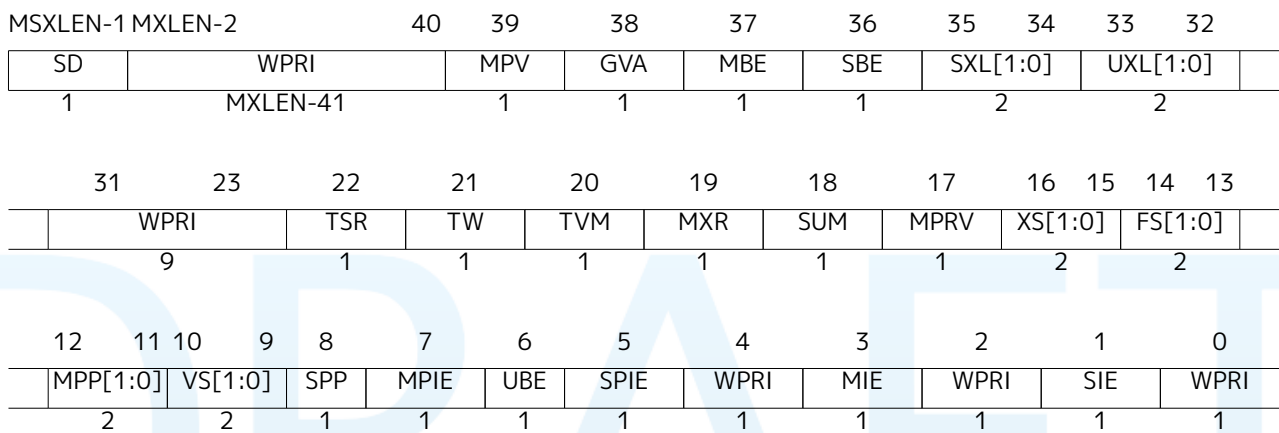 MSXLEN-1 MXLEN-2 40 39 38 37 36 35 34 33 32
SD WPRI MPV GVA MBE SBE SXL[1:0] UXL[1:0]
1 MXLEN-41 1 1 1 1 2 2
31 23 22 21 20 19 18 17 16 15 14 13
WPRI TSR TW TVM MXR SUM MPRV XS[1:0] FS[1:0]
9 1 1 1 1 1 1 2 2
12 11 10 9 8 7 6 5 4 3 2 1 0
MPP[1:0] VS[1:0] SPP MPIE UBE SPIE WPRI MIE WPRI SIE WPRI
2 2 1 1 1 1 1 1 1 1 1
DRAFT